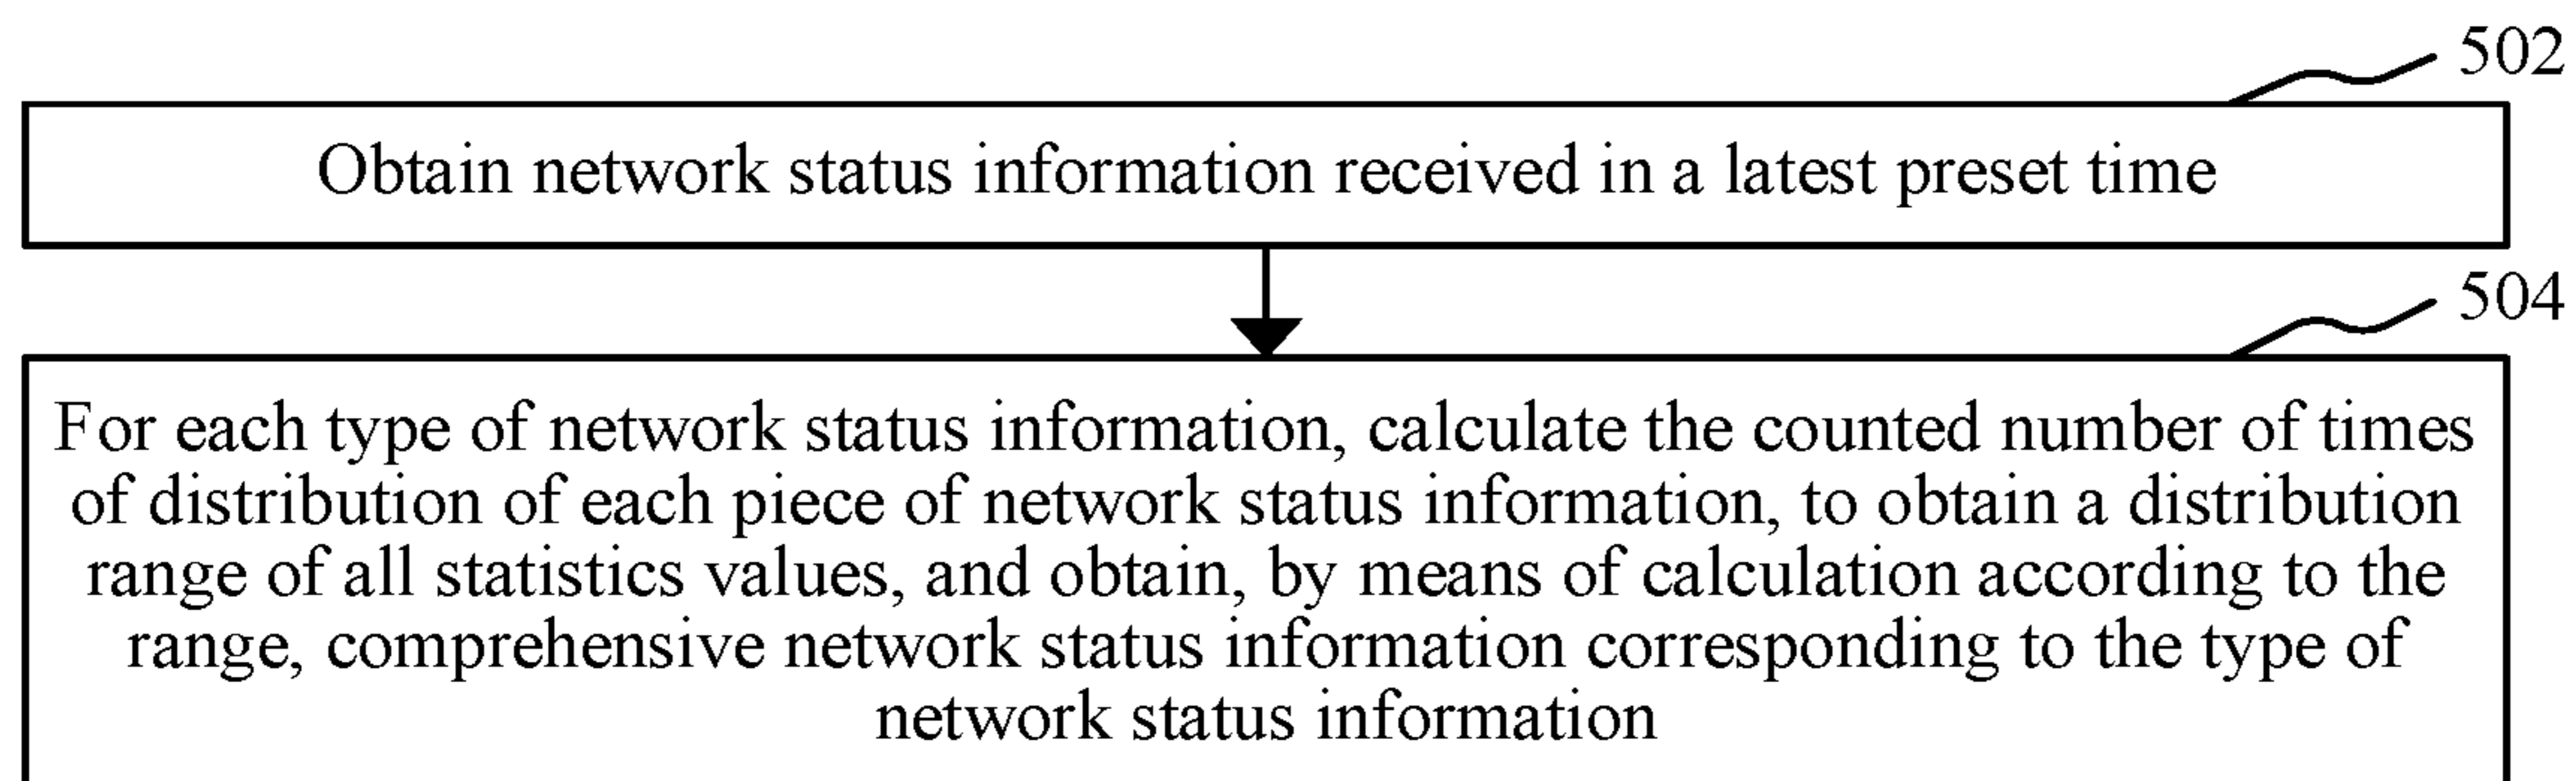 502
Obtain network status information received in a latest preset time
504
For each type of network status information, calculate the counted number of times
of distribution of each piece of network status information, to obtain a distribution
range of all statistics values, and obtain, by means of calculation according to the
range, comprehensive network status information corresponding to the type of
network status information